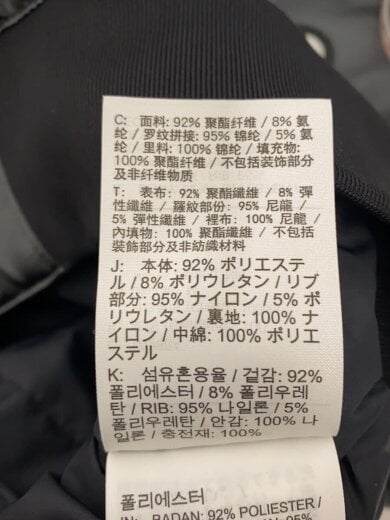 C: 面料: 92% 聚酯纤维 / 8% 氨
纶 / 罗纹拼接: 95% 锦纶 / 5% 氨
纶 / 里料: 100% 锦纶 / 填充物:
100% 聚酯纤维 / 不包括装饰部分
及非纤维物质
T: 表布: 92% 聚酯纖維 / 8% 彈
性纖維 / 羅紋部份: 95% 尼龍 /
5% 彈性纖維 / 裡布: 100% 尼龍 /
內填物: 100% 聚酯纖維 / 不包括
裝飾部分及非紡織材料
J: 本体: 92% ポリエステ
ル / 8% ポリウレタン / リブ
部分: 95% ナイロン / 5% ポ
リウレタン / 裏地: 100% ナ
イロン / 中綿: 100% ポリエ
ステル
K: 섬유혼용율 / 겉감: 92%
폴리에스터 / 8% 폴리우레
탄 / RIB: 95% 나일론 / 5%
폴리우레탄 / 안감: 100% 나
일론 / 충전재: 100%
폴리에스터
IN: BADAN: 92% POLIESTER /
95%